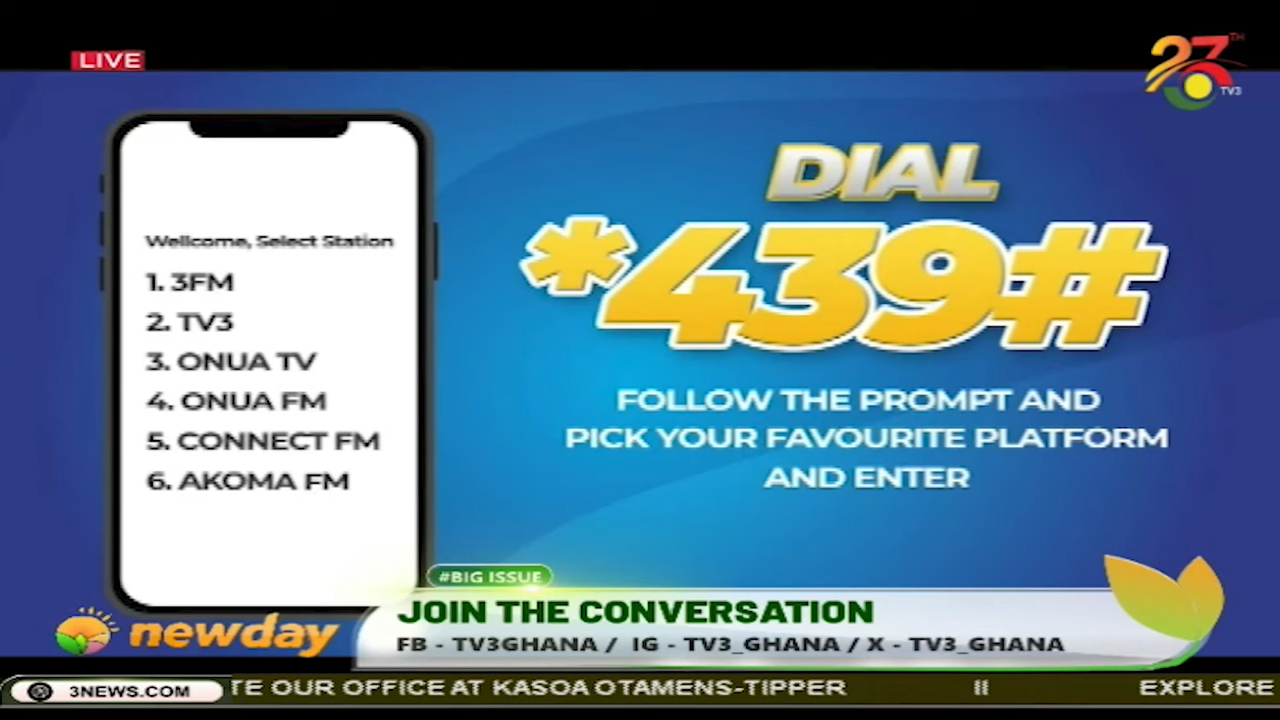 LIVE
23
TH
TV3
Wellcome, Select Station
1. 3FM
2. TV3
3. ONUA TV
4. ONUA FM
5. CONNECT FM
6. AKOMA FM
DIAL
*439#
FOLLOW THE PROMPT AND
PICK YOUR FAVOURITE PLATFORM
AND ENTER
#BIG ISSUE
JOIN THE CONVERSATION
FB - TV3GHANA / IG - TV3_GHANA / X - TV3_GHANA
newday
3NEWS.COM
TE OUR OFFICE AT KASOA OTAMENS-TIPPER
EXPLORE